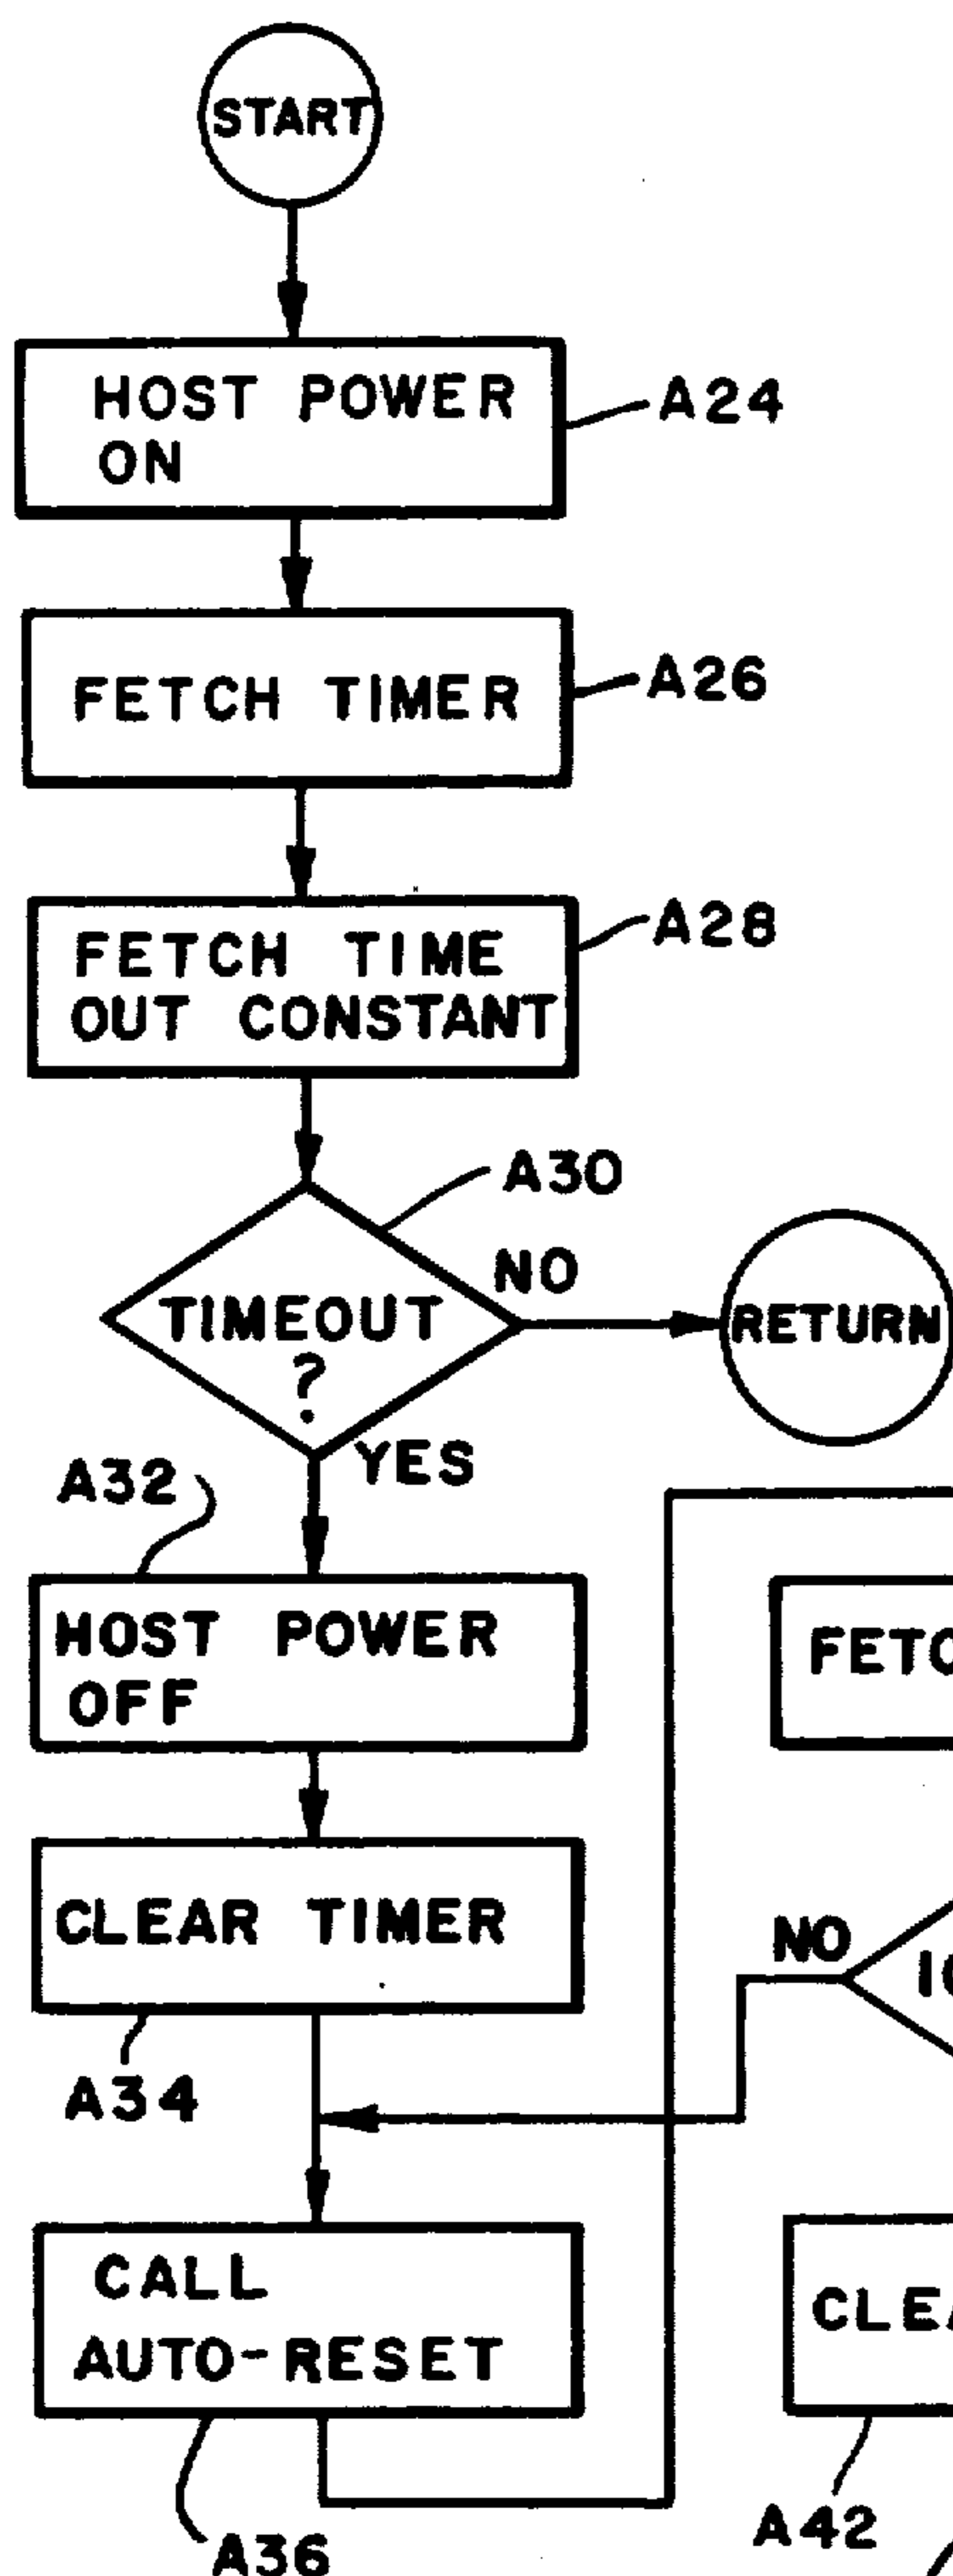 START
HOST POWER
ON
A24
FETCH TIMER
A26
FETCH TIME
OUT CONSTANT
A28
A30
TIMEOUT
?
NO
RETURN
YES
A32
HOST POWER
OFF
CLEAR TIMER
A34
CALL
AUTO-RESET
A36
NO
A42